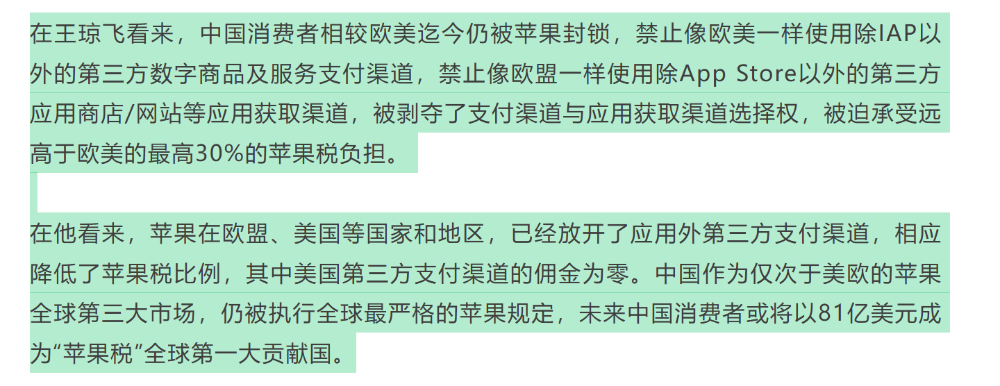 在王琼飞看来，中国消费者相较欧美迄今仍被苹果封锁，禁止像欧美一样使用除IAP以
外的第三方数字商品及服务支付渠道，禁止像欧盟一样使用除App Store以外的第三方
应用商店/网站等应用获取渠道，被剥夺了支付渠道与应用获取渠道选择权，被迫承受远
高于欧美的最高30%的苹果税负担。
在他看来，苹果在欧盟、美国等国家和地区，已经放开了应用外第三方支付渠道，相应
降低了苹果税比例，其中美国第三方支付渠道的佣金为零。中国作为仅次于美欧的苹果
全球第三大市场，仍被执行全球最严格的苹果规定，未来中国消费者或将以81亿美元成
为“苹果税”全球第一大贡献国。